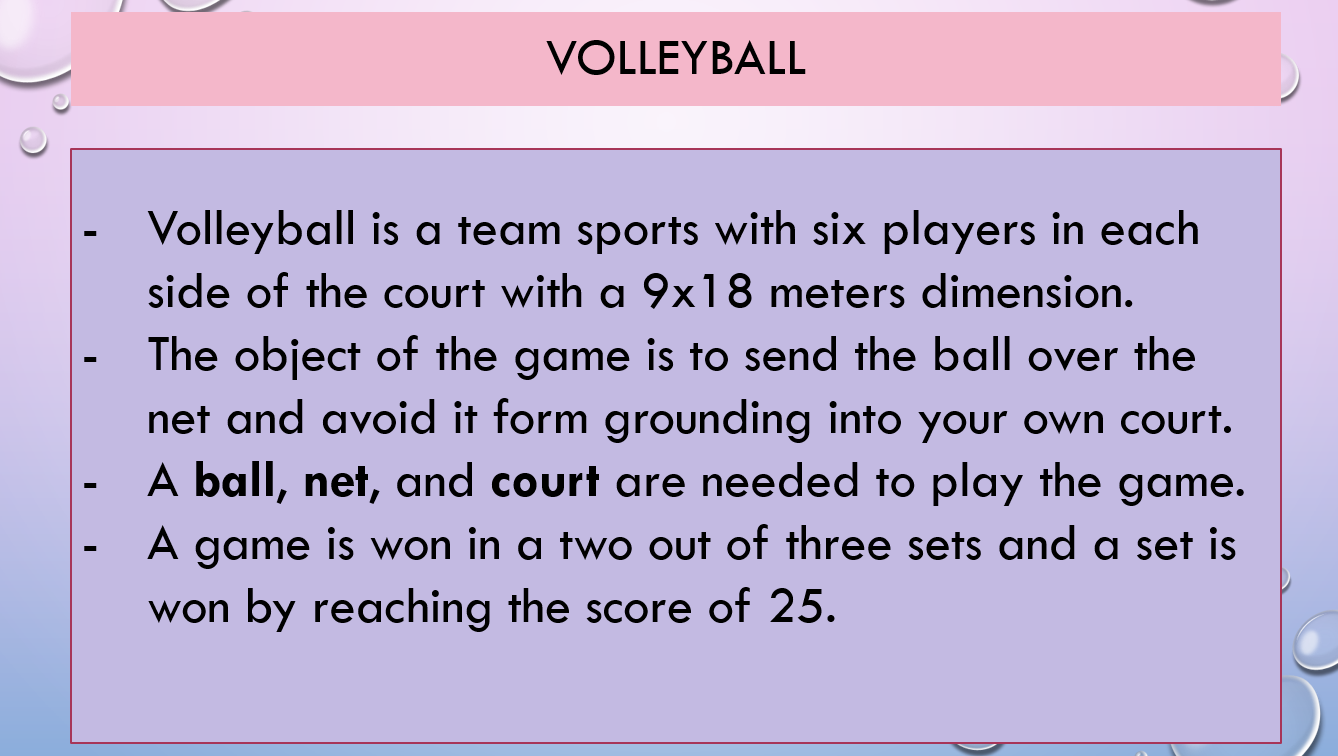 VOLLEYBALL
- Volleyball is a team sports with six players in each
side of the court with a 9x18 meters dimension.
- The object of the game is to send the ball over the
net and avoid it form grounding into your own court.
- A ball, net, and court are needed to play the game.
- A game is won in a two out of three sets and a set is
won by reaching the score of 25.